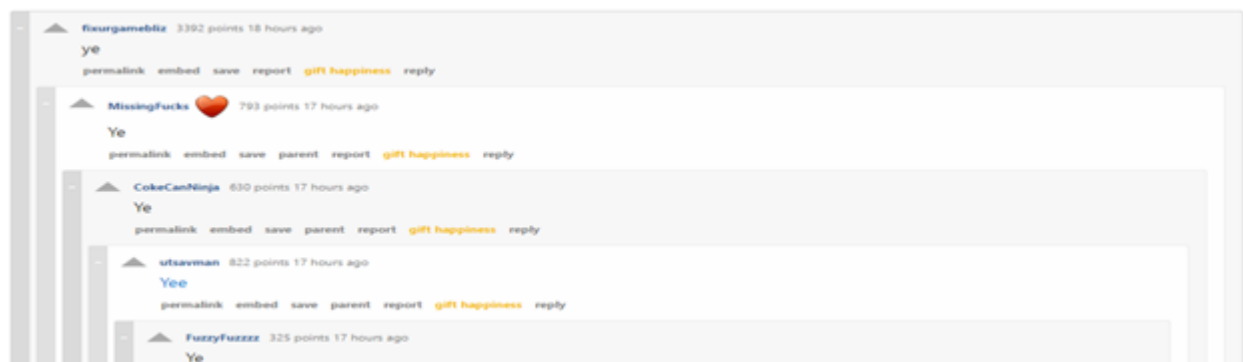 fixurgamebliz 3392 points 18 hours ago
ye
permalink embed save report gift happiness reply
MissingFucks 793 points 17 hours ago
Ye
permalink embed save parent report gift happiness reply
CokeCanNinja 630 points 17 hours ago
Ye
permalink embed save parent report gift happiness reply
utsavman 822 points 17 hours ago
Yee
permalink embed save parent report gift happiness reply
FuzzyFuzzzz 325 points 17 hours ago
Ye